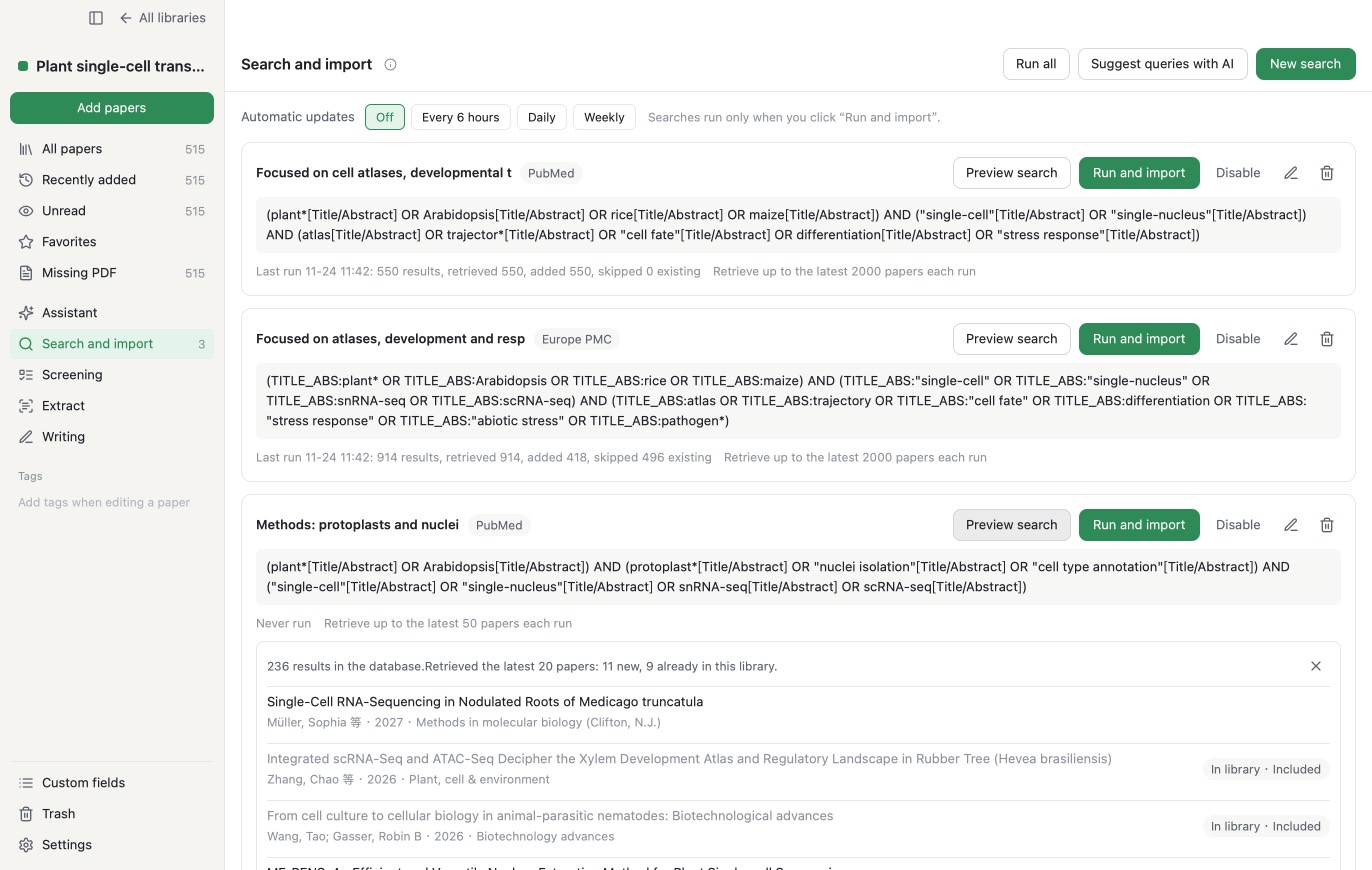 All libraries
Plant single-cell trans...
Add papers
All papers 515
Recently added 515
Unread 515
Favorites
Missing PDF 515
Assistant
Search and import 3
Screening
Extract
Writing
Tags
Add tags when editing a paper
Custom fields
Trash
Settings
Search and import
Run all
Suggest queries with AI
New search
Automatic updates Off Every 6 hours Daily Weekly Searches run only when you click “Run and import”.
Focused on cell atlases, developmental t PubMed
Preview search Run and import Disable
(plant*[Title/Abstract] OR Arabidopsis[Title/Abstract] OR rice[Title/Abstract] OR maize[Title/Abstract]) AND ("single-cell"[Title/Abstract] OR "single-nucleus"[Title/Abstract])
AND (atlas[Title/Abstract] OR trajector*[Title/Abstract] OR "cell fate"[Title/Abstract] OR differentiation[Title/Abstract] OR "stress response"[Title/Abstract])
Last run 11-24 11:42: 550 results, retrieved 550, added 550, skipped 0 existing Retrieve up to the latest 2000 papers each run
Focused on atlases, development and resp Europe PMC
Preview search Run and import Disable
(TITLE_ABS:plant* OR TITLE_ABS:Arabidopsis OR TITLE_ABS:rice OR TITLE_ABS:maize) AND (TITLE_ABS:"single-cell" OR TITLE_ABS:"single-nucleus" OR
TITLE_ABS:snRNA-seq OR TITLE_ABS:scRNA-seq) AND (TITLE_ABS:atlas OR TITLE_ABS:trajectory OR TITLE_ABS:"cell fate" OR TITLE_ABS:differentiation OR TITLE_ABS:
"stress response" OR TITLE_ABS:"abiotic stress" OR TITLE_ABS:pathogen*)
Last run 11-24 11:42: 914 results, retrieved 914, added 418, skipped 496 existing Retrieve up to the latest 2000 papers each run
Methods: protoplasts and nuclei PubMed
Preview search Run and import Disable
(plant*[Title/Abstract] OR Arabidopsis[Title/Abstract]) AND (protoplast*[Title/Abstract] OR "nuclei isolation"[Title/Abstract] OR "cell type annotation"[Title/Abstract]) AND
("single-cell"[Title/Abstract] OR "single-nucleus"[Title/Abstract] OR snRNA-seq[Title/Abstract] OR scRNA-seq[Title/Abstract])
Never run Retrieve up to the latest 50 papers each run
236 results in the database.Retrieved the latest 20 papers: 11 new, 9 already in this library.
Single-Cell RNA-Sequencing in Nodulated Roots of Medicago truncatula
Müller, Sophia 等 · 2027 · Methods in molecular biology (Clifton, N.J.)
Integrated scRNA-Seq and ATAC-Seq Decipher the Xylem Development Atlas and Regulatory Landscape in Rubber Tree (Hevea brasiliensis)
Zhang, Chao 等 · 2026 · Plant, cell & environment
In library · Included
From cell culture to cellular biology in animal-parasitic nematodes: Biotechnological advances
Wang, Tao; Gasser, Robin B · 2026 · Biotechnology advances
In library · Included